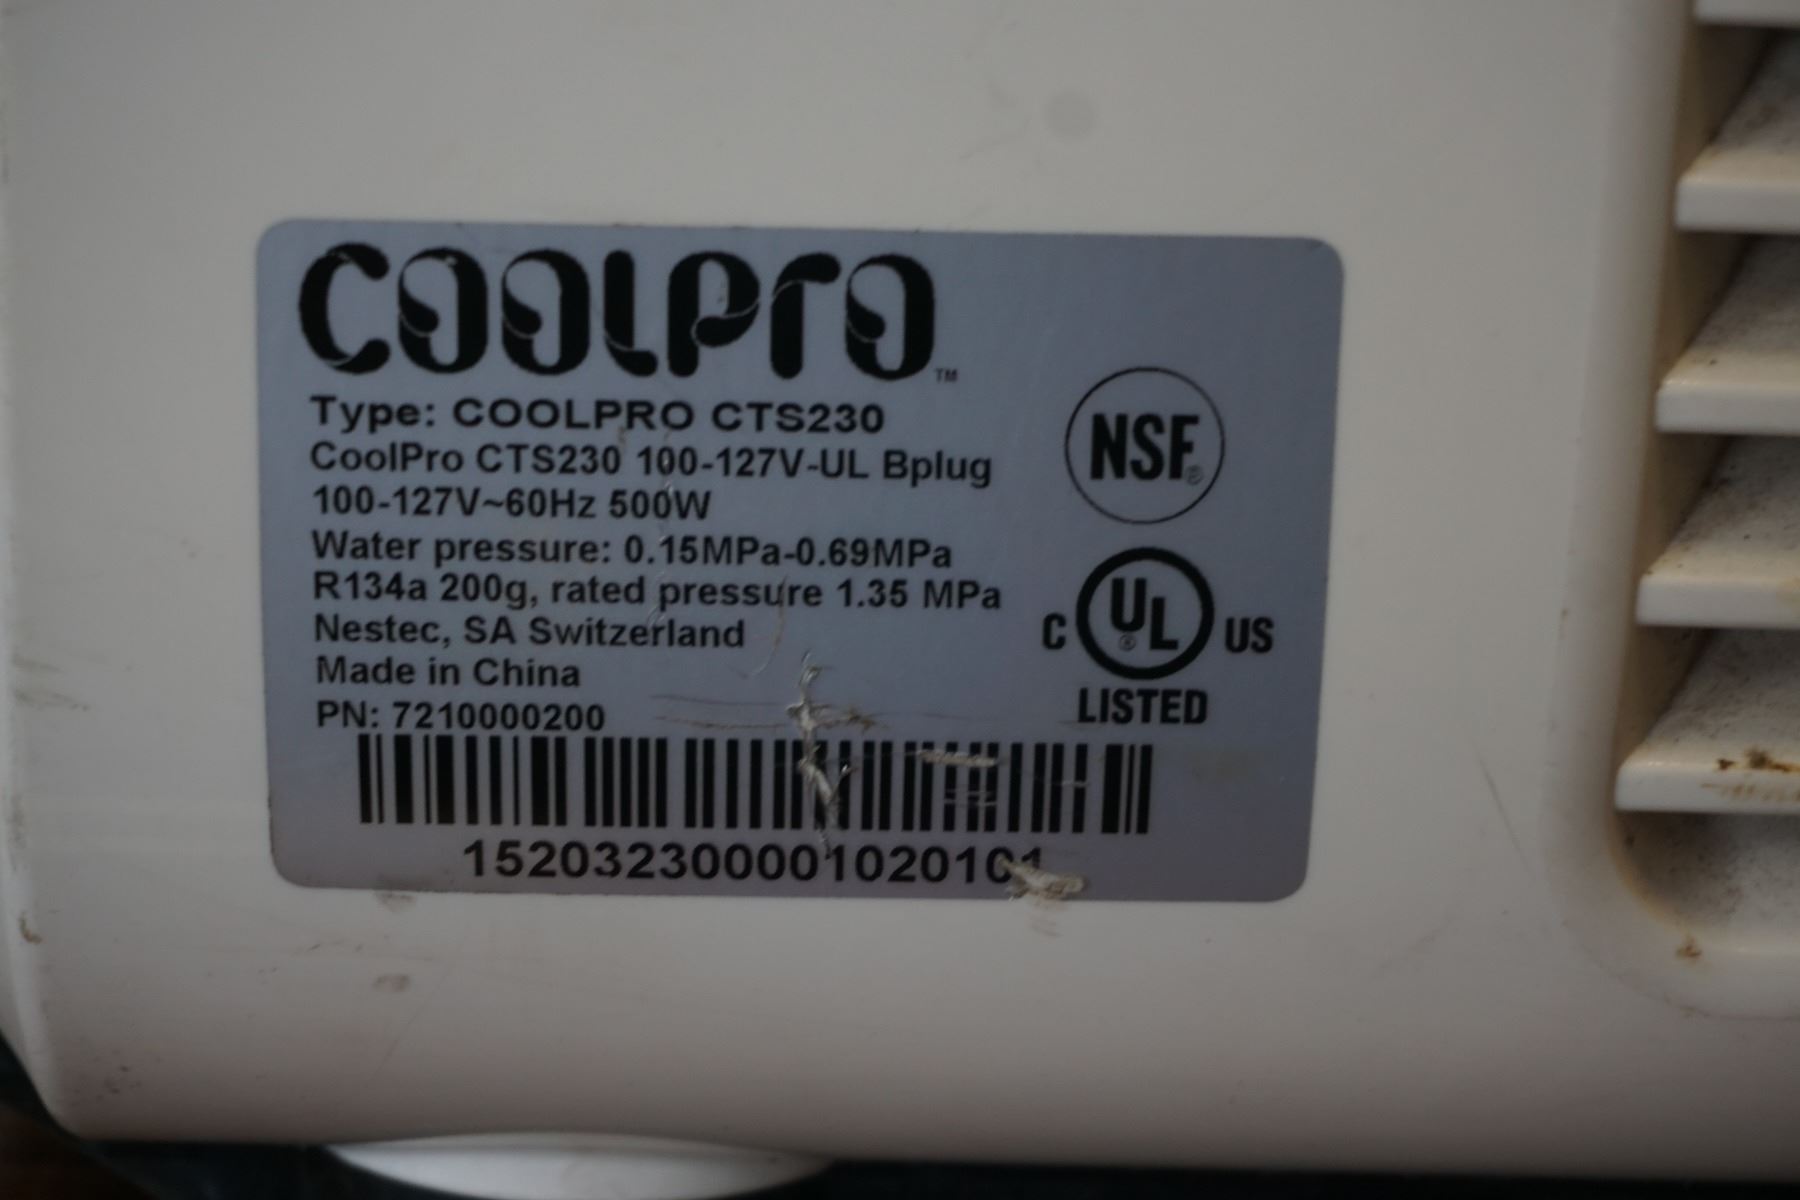 COOLPRO™
Type: COOLPRO CTS230
CoolPro CTS230 100-127V-UL Bplug
100-127V~60Hz 500W
Water pressure: 0.15MPa-0.69MPa
R134a 200g, rated pressure 1.35 MPa
Nestec, SA Switzerland
Made in China
PN: 7210000200
152032300001020101
NSF®
C UL® US
LISTED